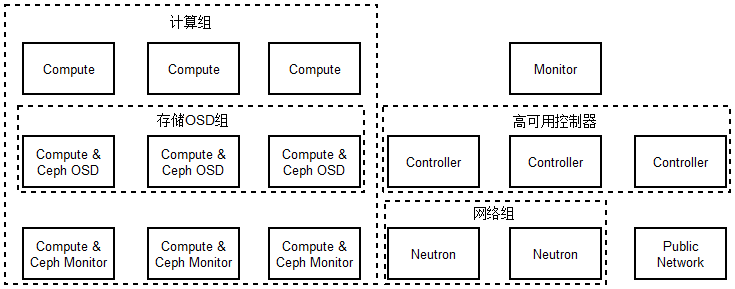 计算组
Compute
Compute
Compute
Monitor
存储OSD组
高可用控制器
Compute &
Ceph OSD
Compute &
Ceph OSD
Compute &
Ceph OSD
Controller
Controller
Controller
网络组
Compute &
Ceph Monitor
Compute &
Ceph Monitor
Compute &
Ceph Monitor
Neutron
Neutron
Public
Network